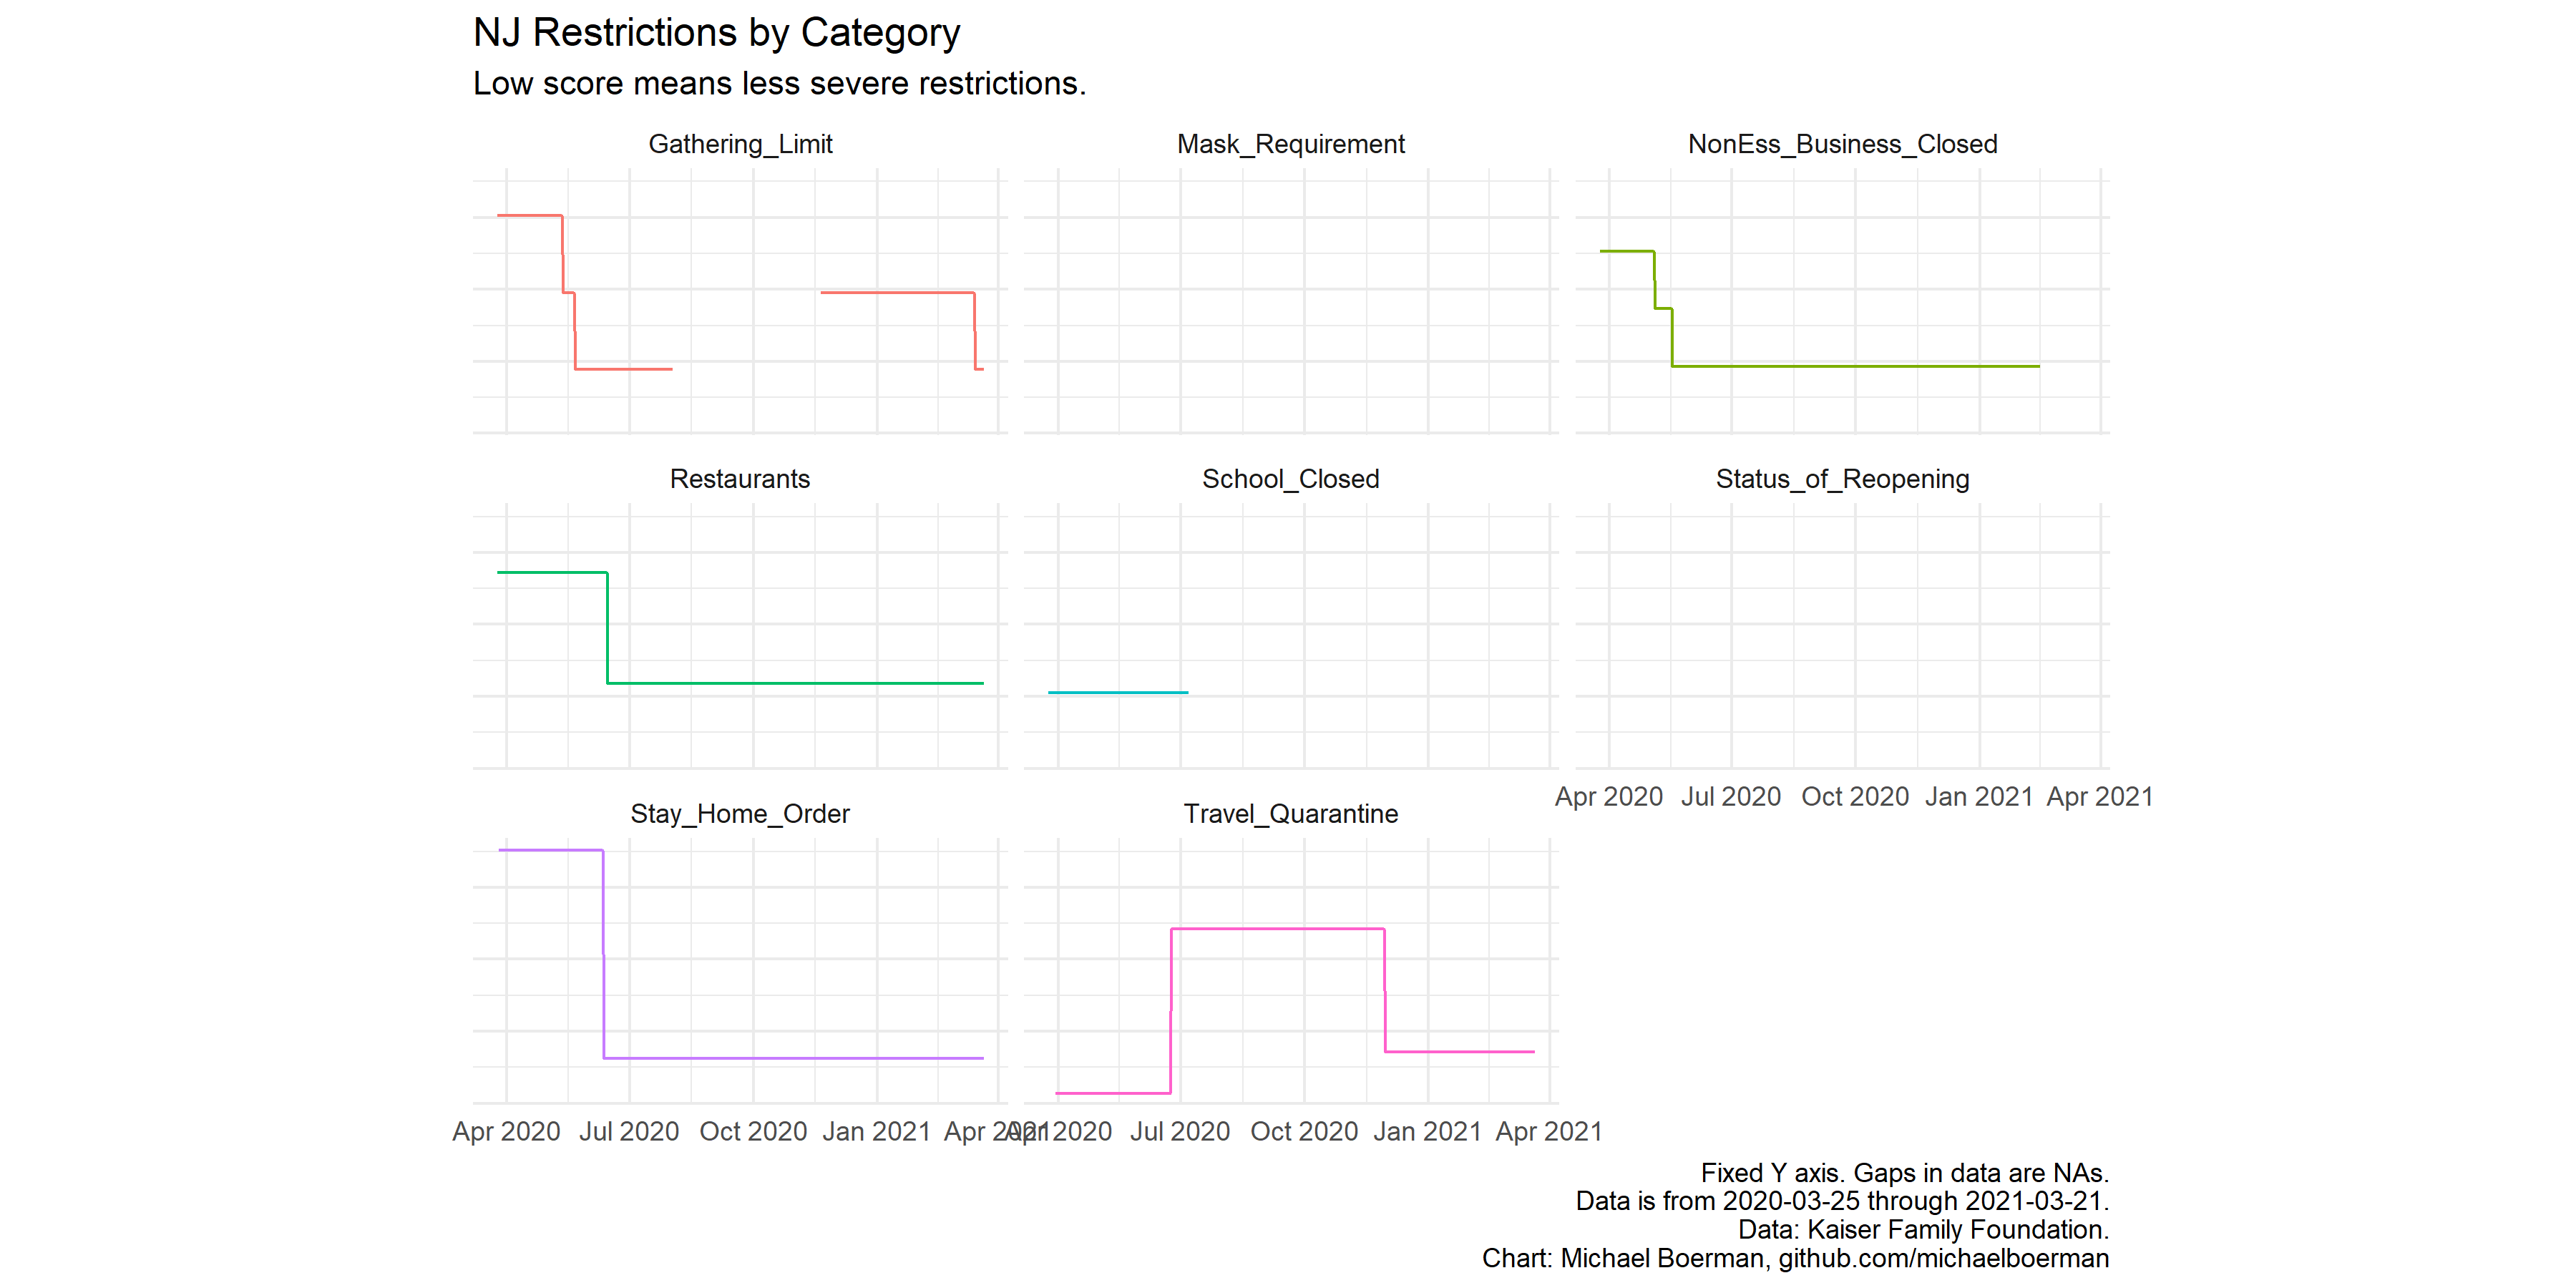 NJ Restrictions by Category
Low score means less severe restrictions.
Gathering_Limit
Mask_Requirement
NonEss_Business_Closed
Restaurants
School_Closed
Status_of_Reopening
Apr 2020 Jul 2020 Oct 2020 Jan 2021 Apr 2021
Stay_Home_Order
Travel_Quarantine
Apr 2020 Jul 2020 Oct 2020 Jan 2021 Apr 2021
Apr 2020 Jul 2020 Oct 2020 Jan 2021 Apr 2021
Fixed Y axis. Gaps in data are NAs.
Data is from 2020-03-25 through 2021-03-21.
Data: Kaiser Family Foundation.
Chart: Michael Boerman, github.com/michaelboerman